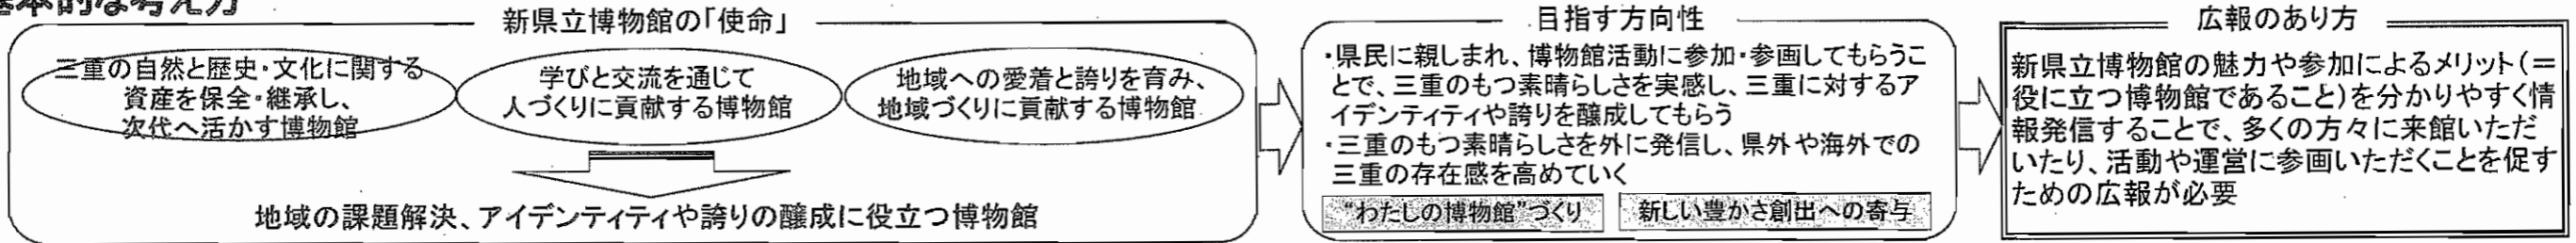 基本的な考え方
新県立博物館の「使命」
三重の自然と歴史・文化に関する
資産を保全・継承し、
次代へ活かす博物館
学びと交流を通じて
人づくりに貢献する博物館
地域への愛着と誇りを育み、
地域づくりに貢献する博物館
地域の課題解決、アイデンティティや誇りの醸成に役立つ博物館
目指す方向性
・県民に親しまれ、博物館活動に参加・参画してもらうこ
とで、三重のもつ素晴らしさを実感し、三重に対するア
イデンティティや誇りを醸成してもらう
・三重のもつ素晴らしさを外に発信し、県外や海外での
三重の存在感を高めていく
“わたしの博物館”づくり
新しい豊かさ創出への寄与
広報のあり方
新県立博物館の魅力や参加によるメリット(=
役に立つ博物館であること)を分かりやすく情
報発信することで、多くの方々に来館いただ
いたり、活動や運営に参画いただくことを促す
ための広報が必要